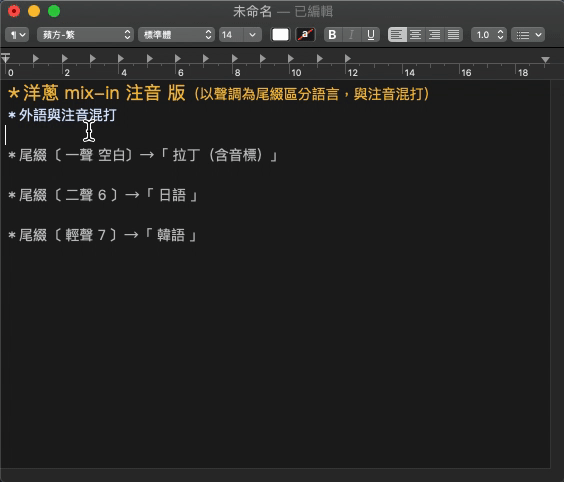 未命名 — 已編輯
¶ 蘋方-繁 標準體 14 a B I U 1.0
0 2 4 6 8 10 12 14 16 18
＊洋蔥 mix–in 注音 版（以聲調為尾綴區分語言，與注音混打）
＊外語與注音混打
＊尾綴〔 一聲 空白〕→「 拉丁（含音標）」
＊尾綴〔 二聲 6 〕→「 日語 」
＊尾綴〔 輕聲 7 〕→「 韓語 」